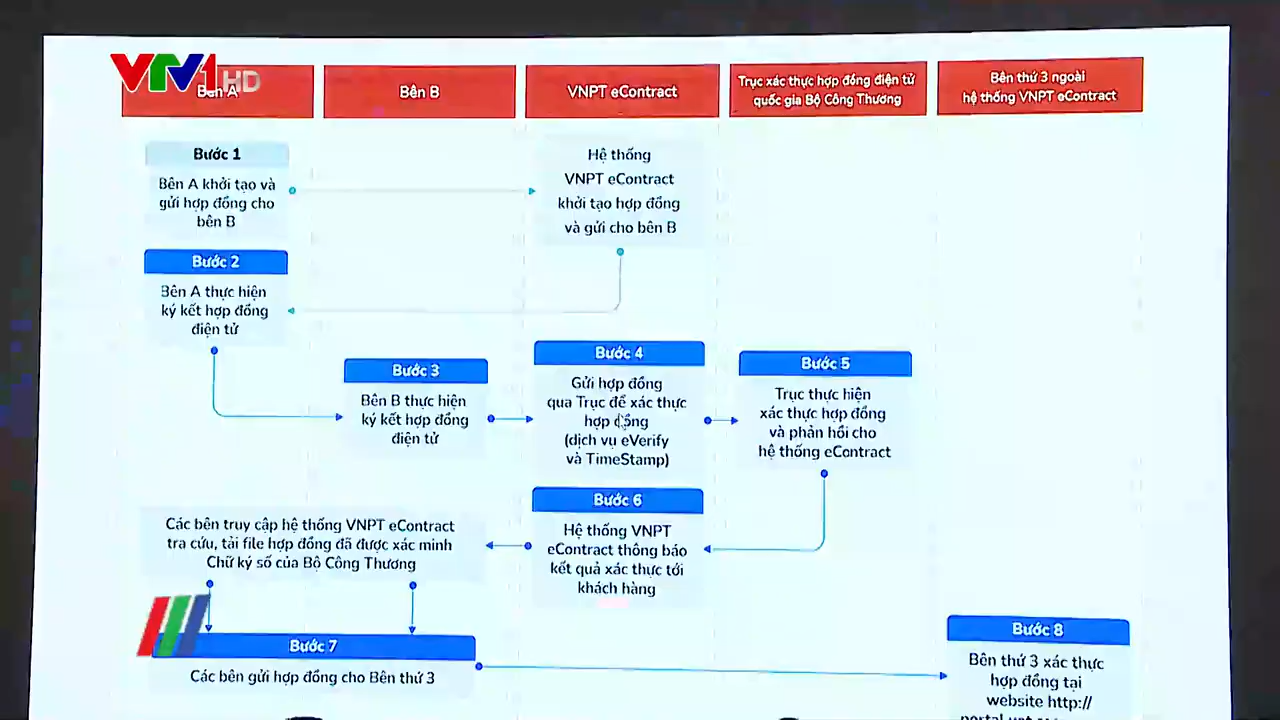 VTV1 HD
Bên A
Bên B
VNPT eContract
Trục xác thực hợp đồng điện tử
quốc gia Bộ Công Thương
Bên thứ 3 ngoài
hệ thống VNPT eContract
Bước 1
Bên A khởi tạo và
gửi hợp đồng cho
bên B
Hệ thống
VNPT eContract
khởi tạo hợp đồng
và gửi cho bên B
Bước 2
Bên A thực hiện
ký kết hợp đồng
điện tử
Bước 3
Bên B thực hiện
ký kết hợp đồng
điện tử
Bước 4
Gửi hợp đồng
qua Trục để xác thực
hợp đồng
(dịch vụ eVerify
và TimeStamp)
Bước 5
Trục thực hiện
xác thực hợp đồng
và phản hồi cho
hệ thống eContract
Bước 6
Hệ thống VNPT
eContract thông báo
kết quả xác thực tới
khách hàng
Các bên truy cập hệ thống VNPT eContract
tra cứu, tải file hợp đồng đã được xác minh
Chữ ký số của Bộ Công Thương
Bước 7
Các bên gửi hợp đồng cho Bên thứ 3
Bước 8
Bên thứ 3 xác thực
hợp đồng tại
website http://